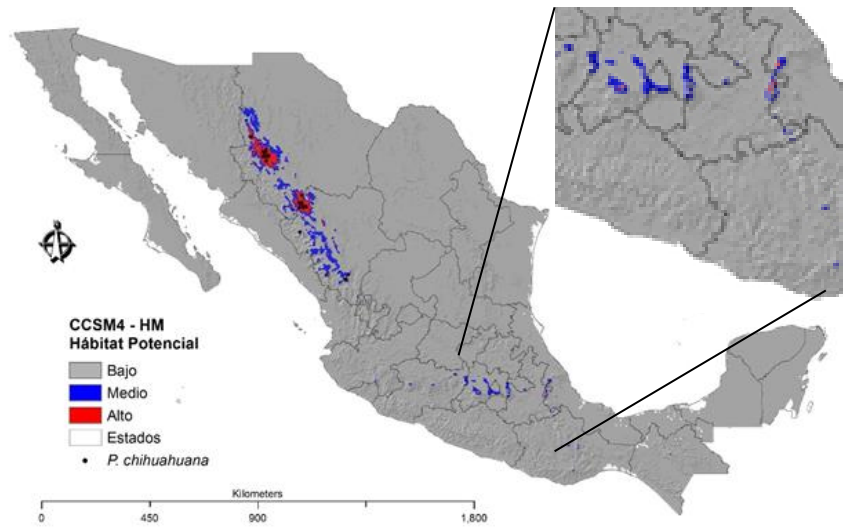 CCSM4 - HM
Hábitat Potencial
Bajo
Medio
Alto
Estados
P. chihuahuana
Kilometers
0 450 900 1,800